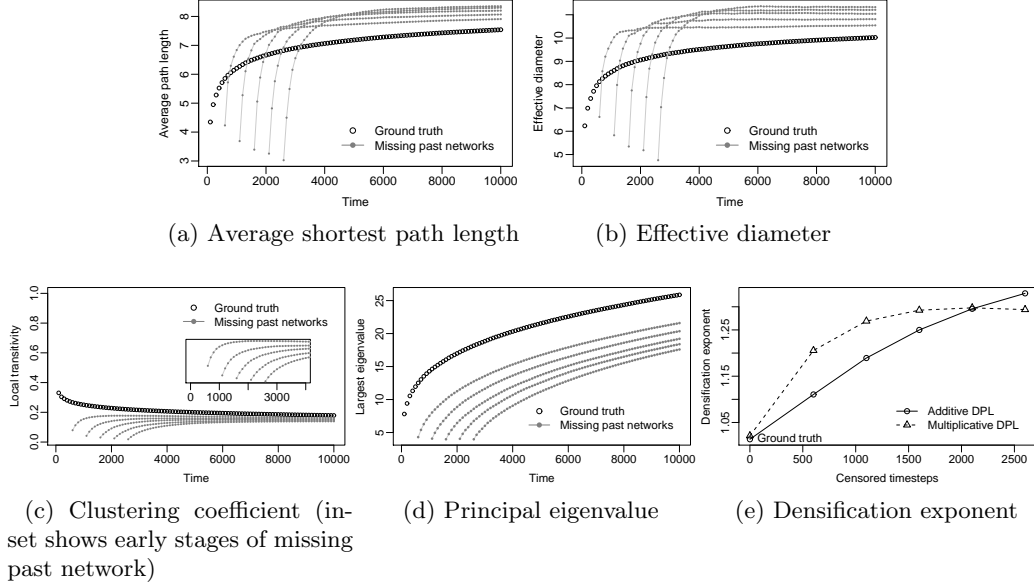 Average path length
3 4 5 6 7 8
0 2000 4000 6000 8000 10000
Time
Ground truth
Missing past networks
Effective diameter
5 6 7 8 9 10
0 2000 4000 6000 8000 10000
Time
Ground truth
Missing past networks
(a) Average shortest path length
(b) Effective diameter
Local transitivity
0.0 0.2 0.4 0.6 0.8 1.0
Ground truth
Missing past networks
0 1000 3000
0 2000 4000 6000 8000 10000
Time
Largest eigenvalue
5 10 15 20 25
Ground truth
Missing past networks
0 2000 4000 6000 8000 10000
Time
Densification exponent
1.05 1.15 1.25
Ground truth
Additive DPL
Multiplicative DPL
0 500 1000 1500 2000 2500
Censored timesteps
(c) Clustering coefficient (in-
set shows early stages of missing
past network)
(d) Principal eigenvalue
(e) Densification exponent